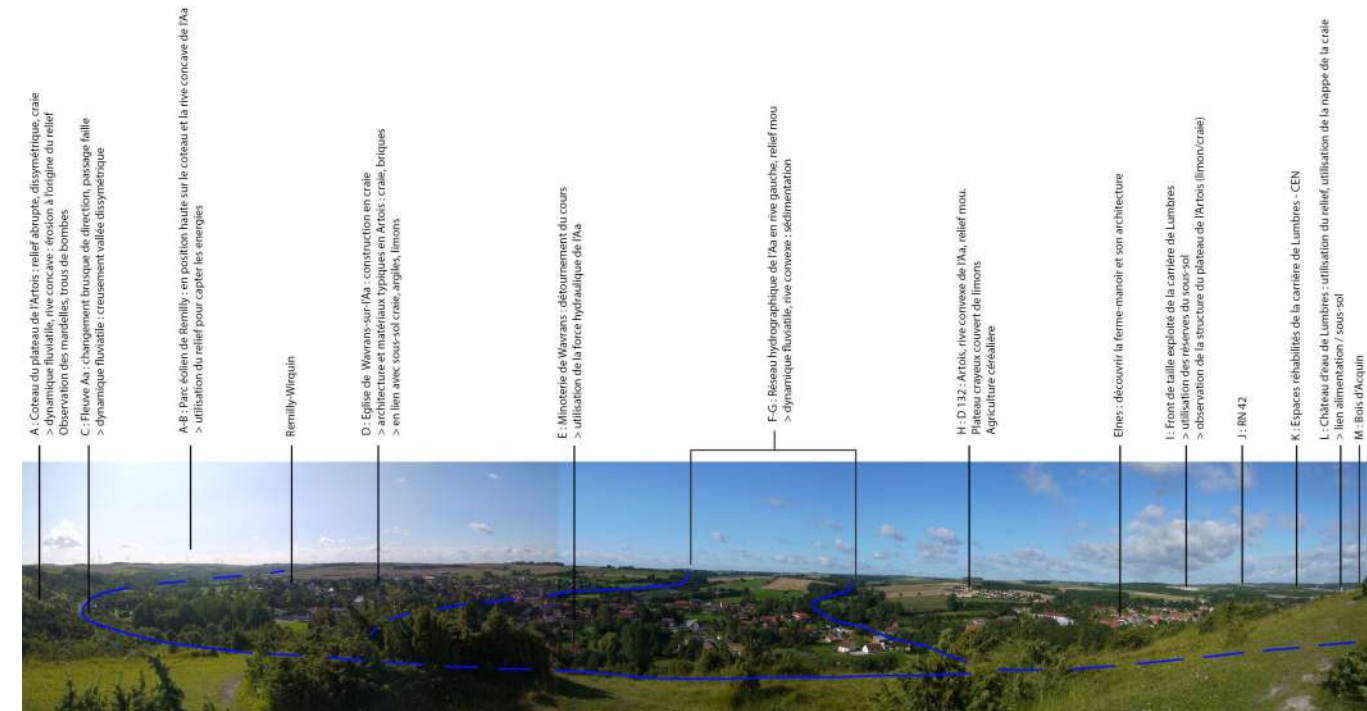 A : Coteau du plateau de l'Artois : relief abrupte, dissymétrique, craie
> dynamique fluviatile, rive concave : érosion à l'origine du relief
Observation des mardelles, trous de bombes
C : Fleuve Aa : changement brusque de direction, passage faille
> dynamique fluviatile : creusement vallée dissymétrique
A-B : Parc éolien de Remilly : en position haute sur le coteau et la rive concave de l'Aa
> utilisation du relief pour capter les energies
Remilly-Wirquin
D : Eglise de Wavrans-sur-l'Aa : construction en craie
> architecture et matériaux typiques en Artois : craie, briques
> en lien avec sous-sol craie, argiles, limons
E : Minoterie de Wavrans : détournement du cours
> utilisation de la force hydraulique de l'Aa
F-G : Réseau hydrographique de l'Aa en rive gauche, relief mou
> dynamique fluviatile, rive convexe : sédimentation
H : D 132 : Artois, rive convexe de l'Aa, relief mou.
Plateau crayeux couvert de limons
Agriculture céréalière
Elnes : découvrir la ferme-manoir et son architecture
I : Front de taille exploité de la carrière de Lumbres
> utilisation des réserves du sous-sol
> observation de la structure du plateau de l'Artois (limon/craie)
J : RN 42
K : Espaces réhabilités de la carrière de Lumbres - CEN
L : Château d'eau de Lumbres : utilisation du relief, utilisation de la nappe de la craie
> lien alimentation / sous-sol
M : Bois d'Acquin